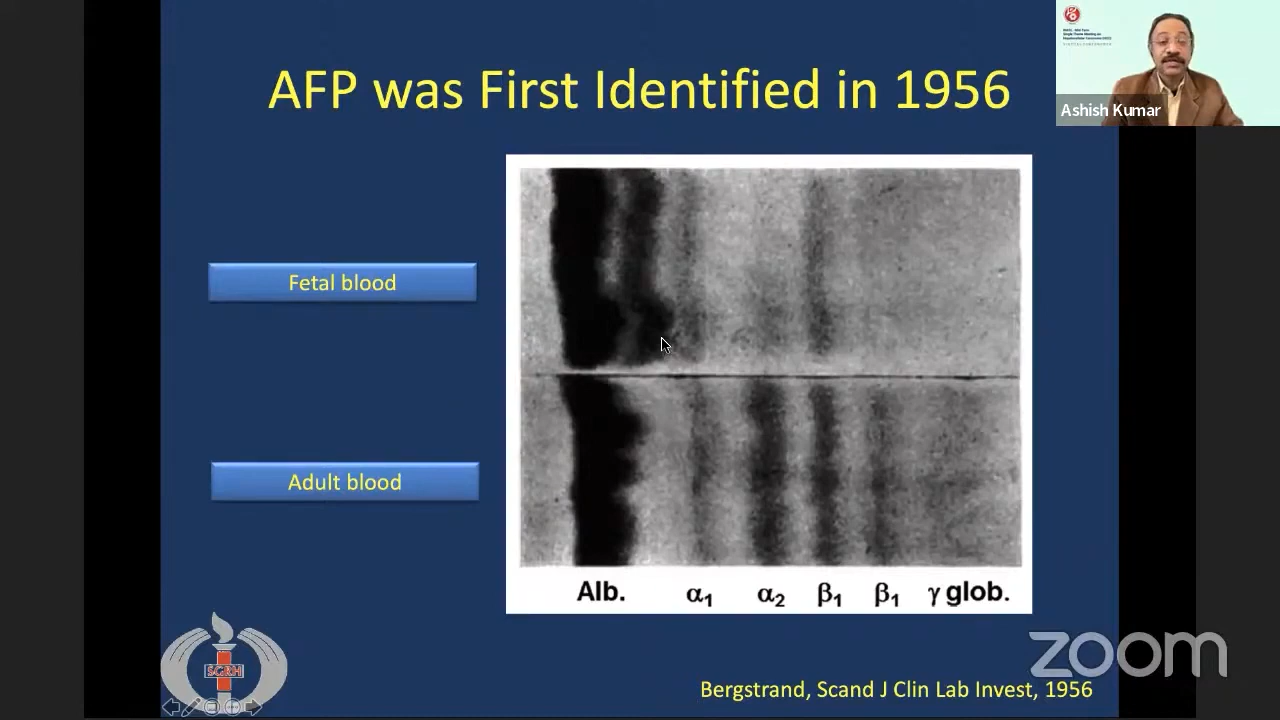 AFP was First Identified in 1956
Ashish Kumar
Fetal blood
Adult blood
Alb. α₁ α₂ β₁ β₁ γ glob.
SGRH
zoom
Bergstrand, Scand J Clin Lab Invest, 1956